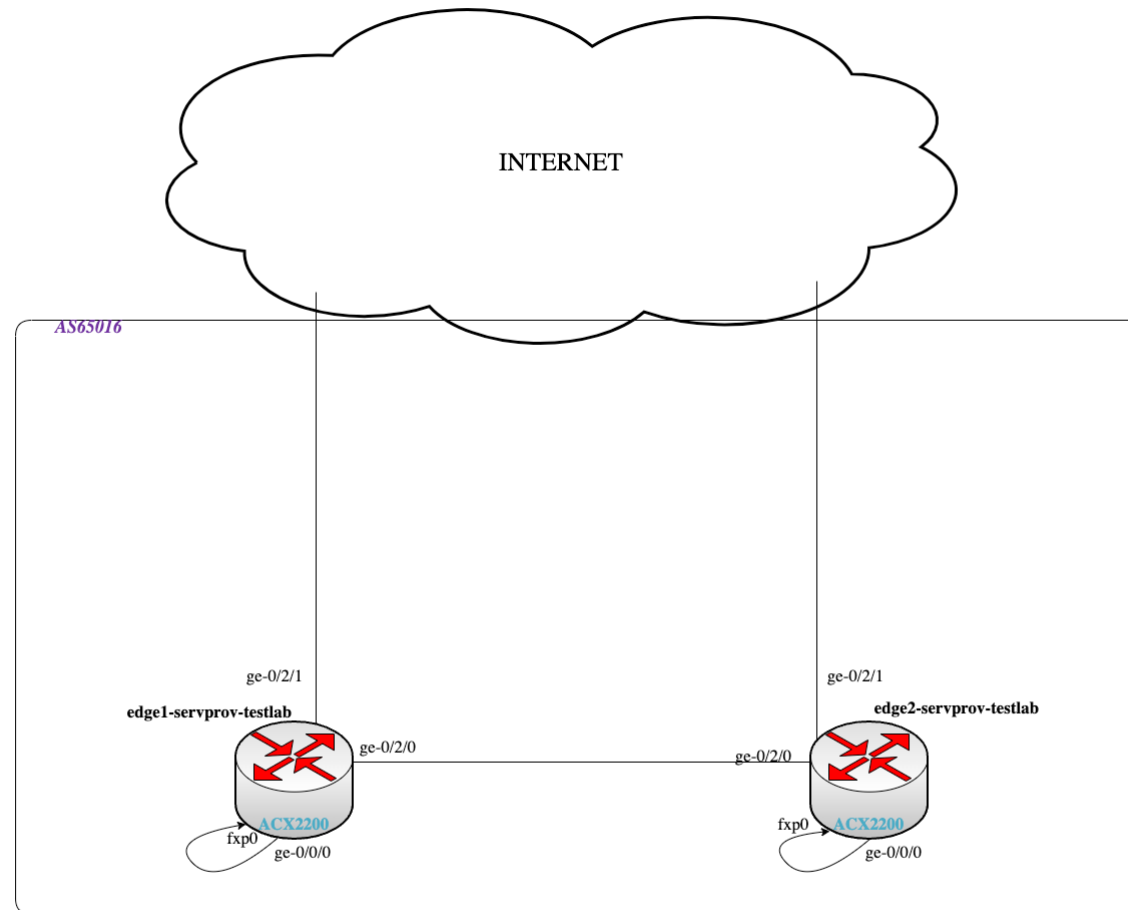 INTERNET
AS65016
ge-0/2/1
ge-0/2/1
edge1-servprov-testlab
edge2-servprov-testlab
ge-0/2/0
ge-0/2/0
ACX2200
ACX2200
fxp0
fxp0
ge-0/0/0
ge-0/0/0